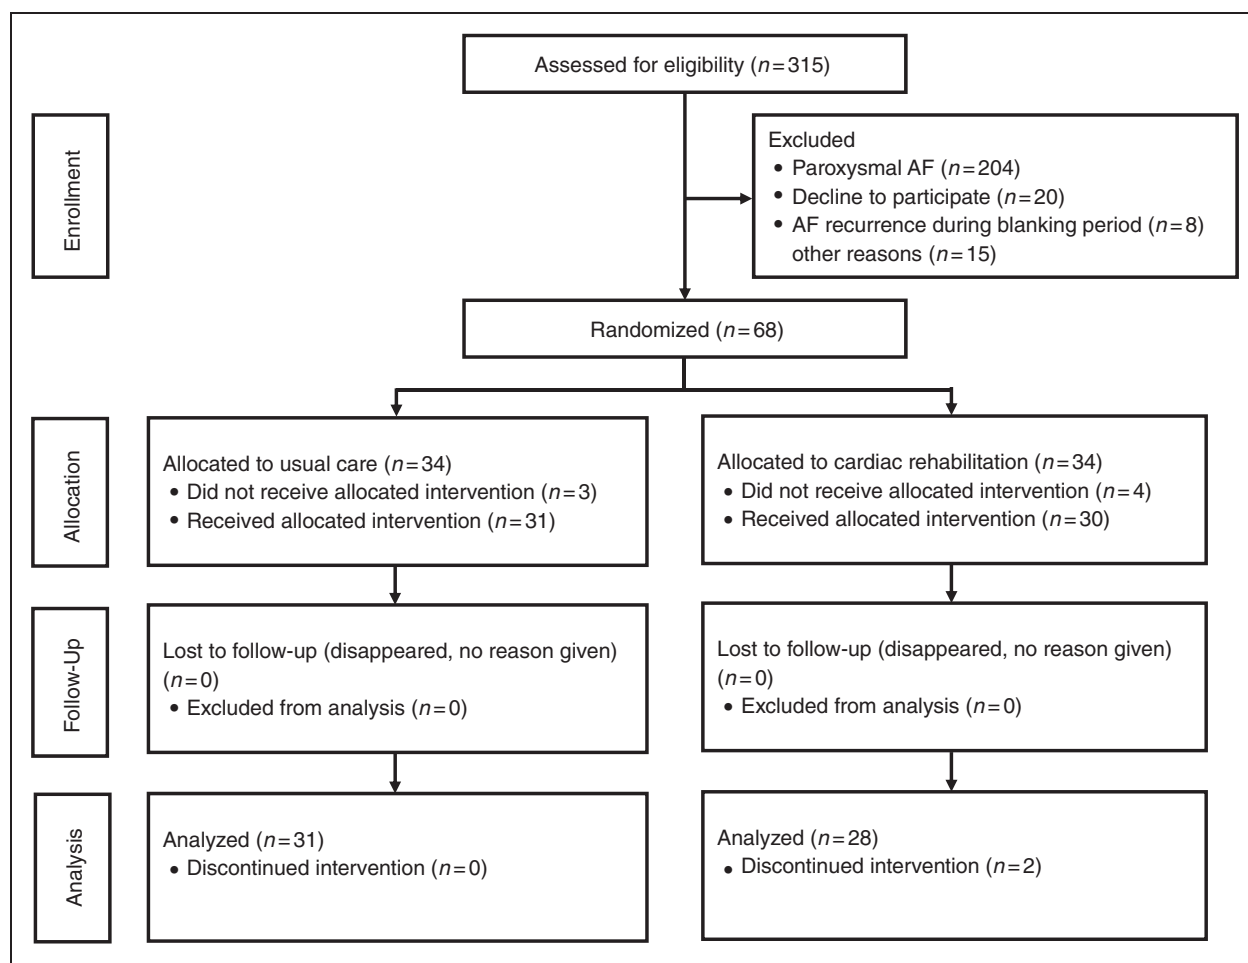 Assessed for eligibility (n=315)
Enrollment
Excluded
• Paroxysmal AF (n=204)
• Decline to participate (n=20)
• AF recurrence during blanking period (n=8)
other reasons (n=15)
Randomized (n=68)
Allocation
Allocated to usual care (n=34)
• Did not receive allocated intervention (n=3)
• Received allocated intervention (n=31)
Allocated to cardiac rehabilitation (n=34)
• Did not receive allocated intervention (n=4)
• Received allocated intervention (n=30)
Follow-Up
Lost to follow-up (disappeared, no reason given)
(n=0)
• Excluded from analysis (n=0)
Lost to follow-up (disappeared, no reason given)
(n=0)
• Excluded from analysis (n=0)
Analysis
Analyzed (n=31)
• Discontinued intervention (n=0)
Analyzed (n=28)
• Discontinued intervention (n=2)